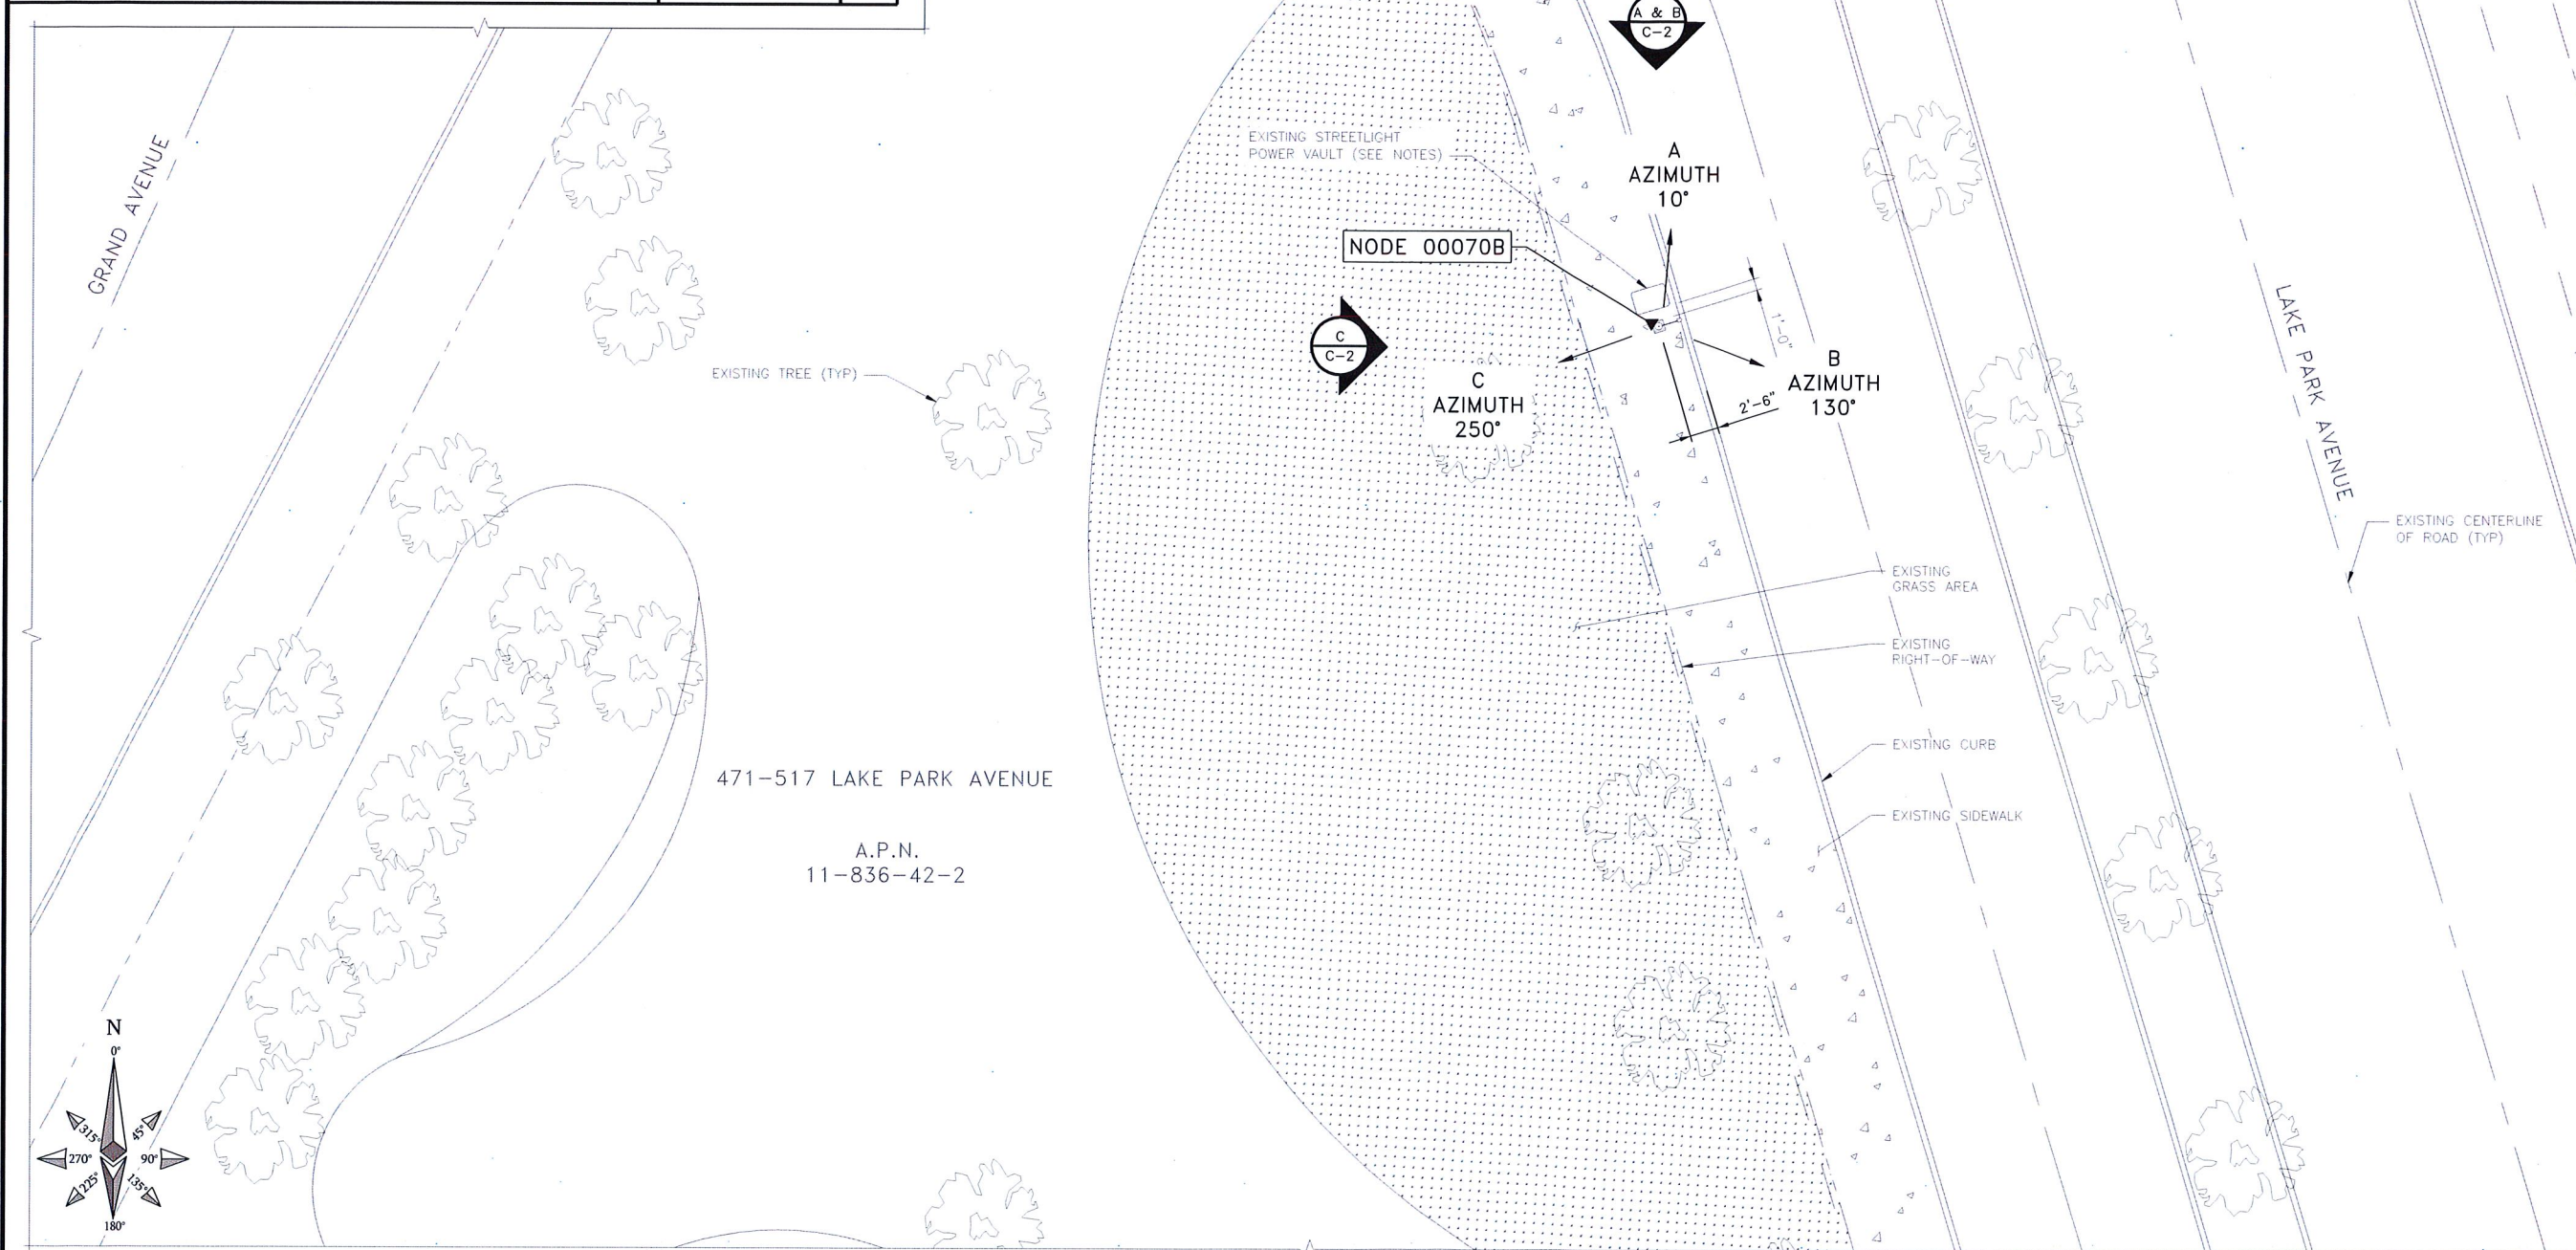 A & B
C-2
GRAND AVENUE
EXISTING STREETLIGHT
POWER VAULT (SEE NOTES)
A
AZIMUTH
10°
NODE 00070B
C
C-2
1'-0"
EXISTING TREE (TYP)
C
AZIMUTH
250°
B
AZIMUTH
130°
2'-6"
LAKE PARK AVENUE
EXISTING CENTERLINE
OF ROAD (TYP)
EXISTING
GRASS AREA
EXISTING
RIGHT-OF-WAY
EXISTING CURB
EXISTING SIDEWALK
471-517 LAKE PARK AVENUE
A.P.N.
11-836-42-2
N
0°
315°
45°
270°
90°
225°
135°
180°